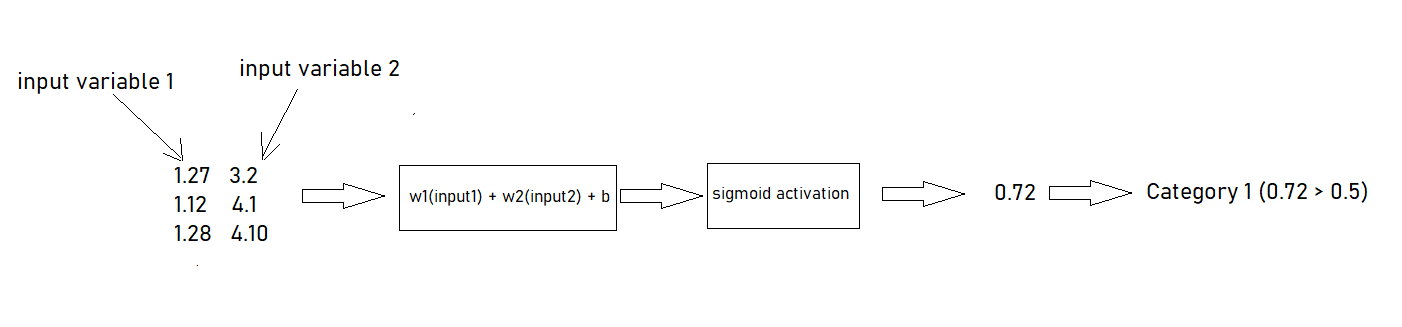 input variable 1
input variable 2
1.27 3.2
1.12 4.1
1.28 4.10
w1(input1) + w2(input2) + b
sigmoid activation
0.72
Category 1 (0.72 > 0.5)